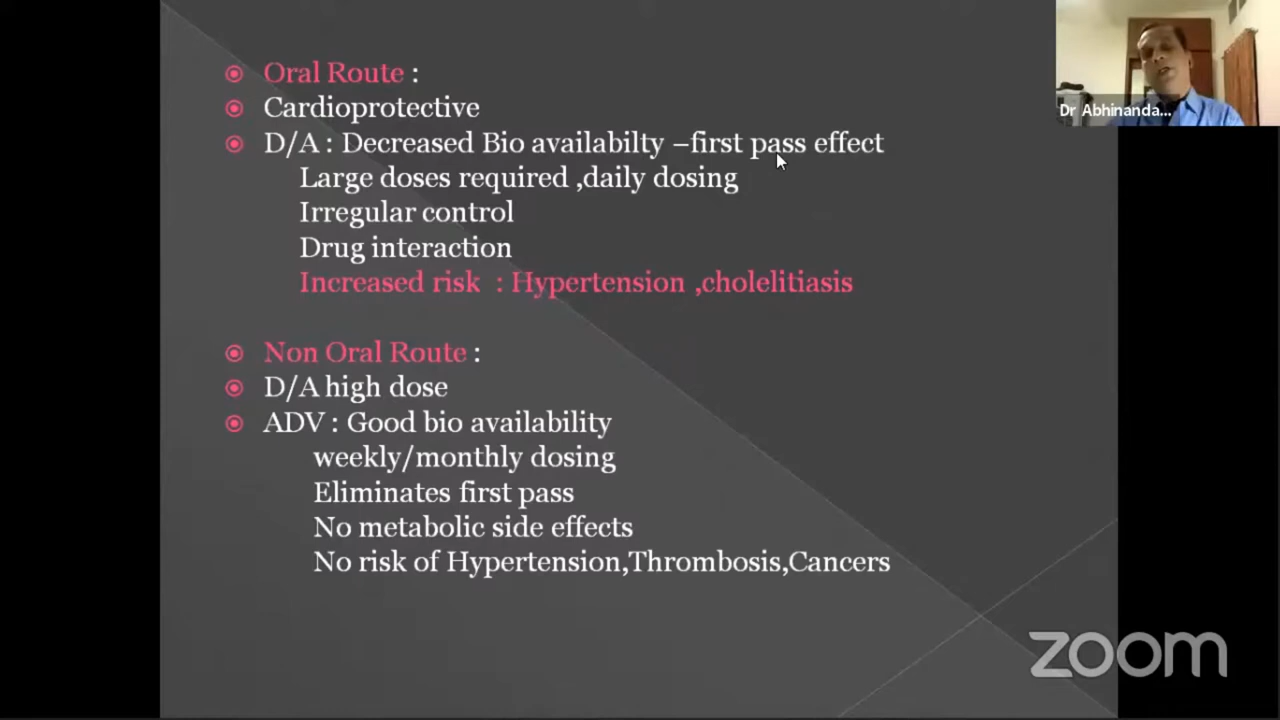 Oral Route :
Cardioprotective
D/A : Decreased Bio availabilty –first pass effect
Large doses required ,daily dosing
Irregular control
Drug interaction
Increased risk : Hypertension ,cholelitiasis
Non Oral Route :
D/A high dose
ADV : Good bio availability
weekly/monthly dosing
Eliminates first pass
No metabolic side effects
No risk of Hypertension,Thrombosis,Cancers
Dr Abhinanda...
zoom